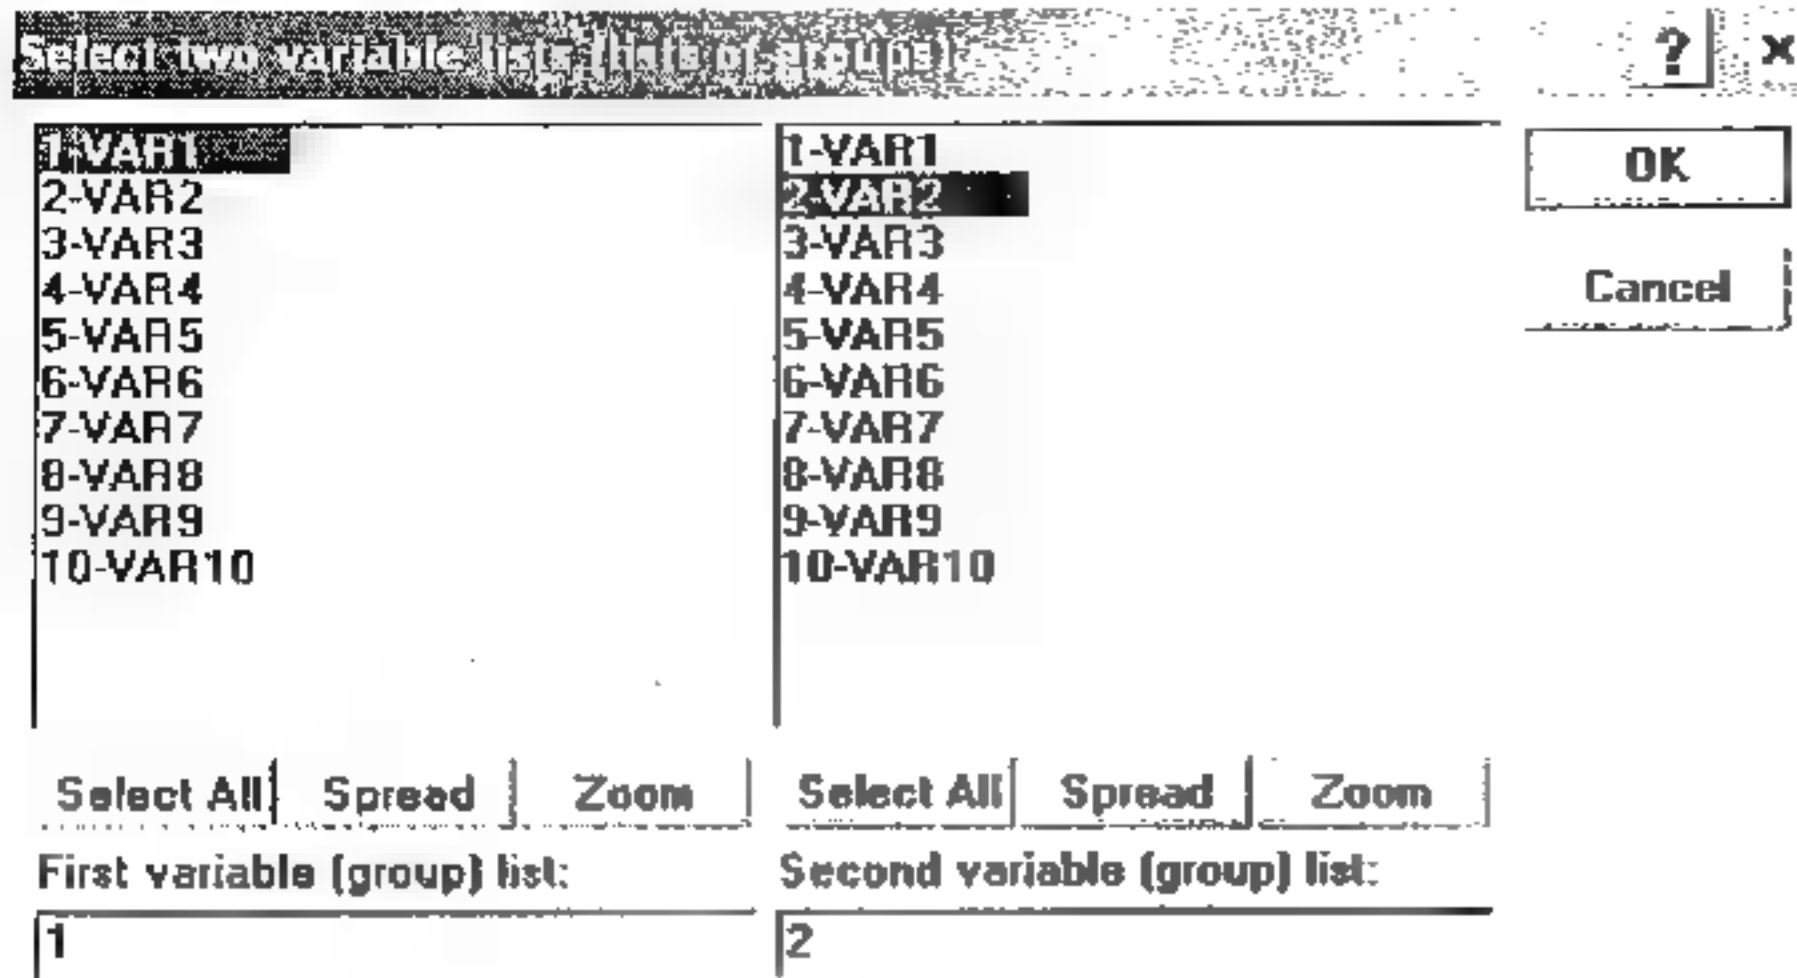 Select two variable lists (lists of groups)
? ×
1-VAR1
2-VAR2
3-VAR3
4-VAR4
5-VAR5
6-VAR6
7-VAR7
8-VAR8
9-VAR9
10-VAR10
Select All Spread Zoom
First variable (group) list:
1
1-VAR1
2-VAR2
3-VAR3
4-VAR4
5-VAR5
6-VAR6
7-VAR7
8-VAR8
9-VAR9
10-VAR10
Select All Spread Zoom
Second variable (group) list:
2
OK
Cancel